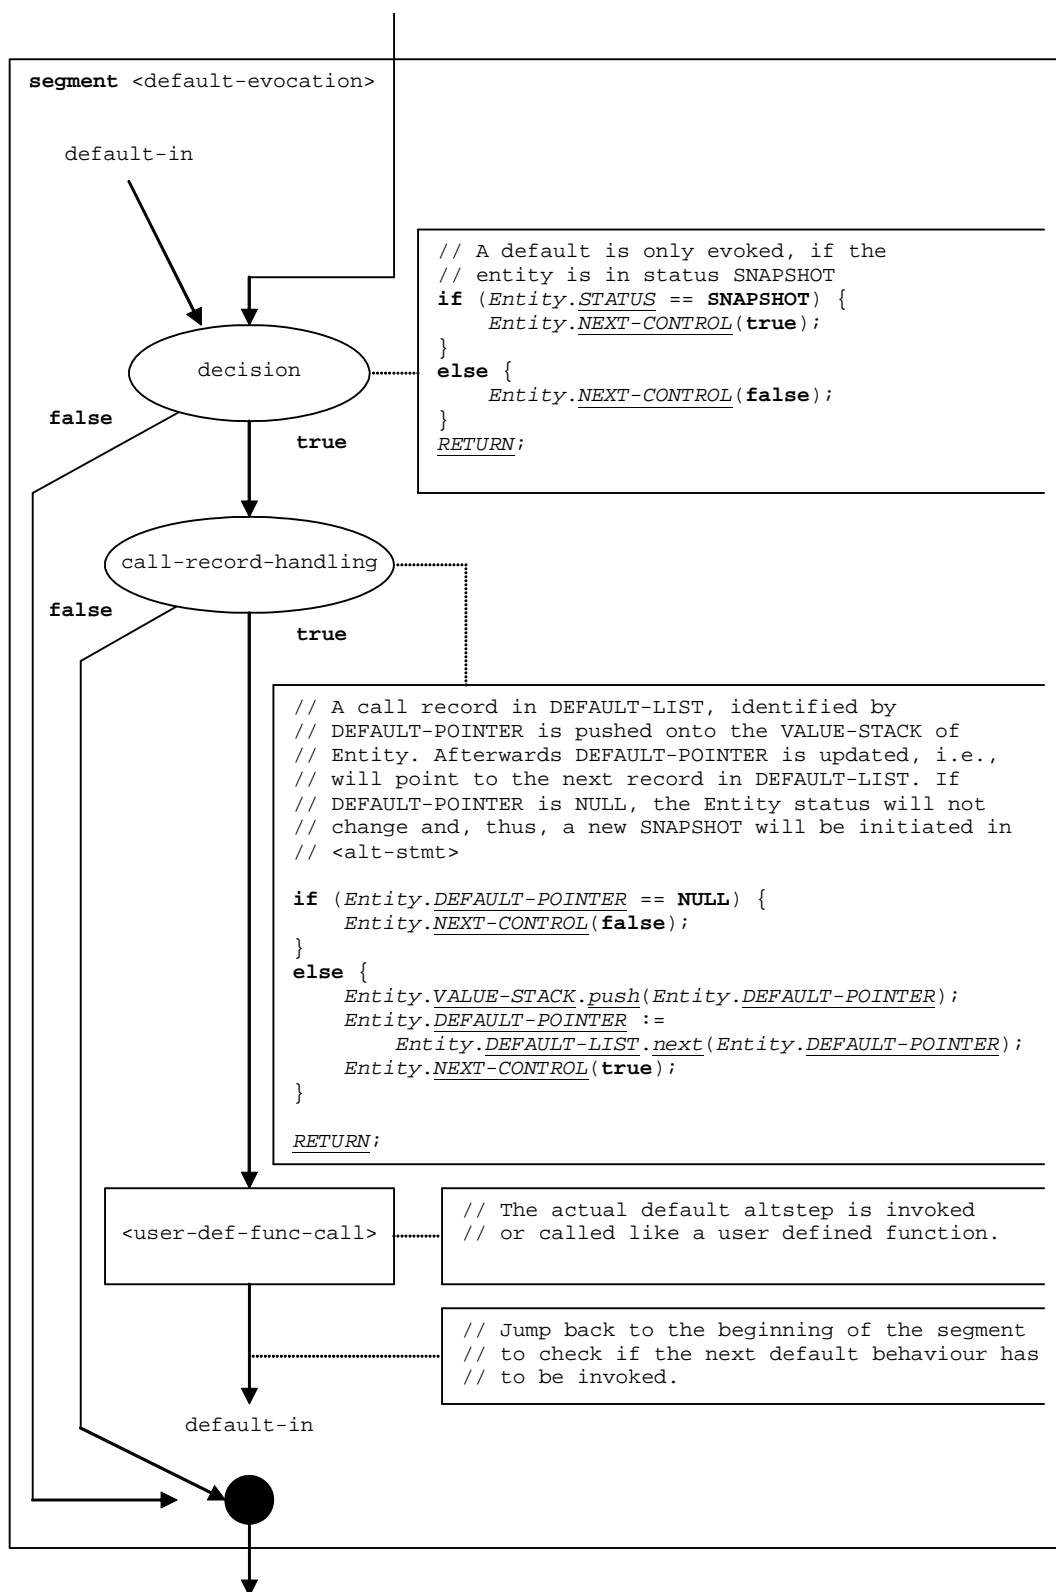 segment <default-evocation>
default-in
// A default is only evoked, if the
// entity is in status SNAPSHOT
if (Entity.STATUS == SNAPSHOT) {
    Entity.NEXT-CONTROL(true);
}
else {
    Entity.NEXT-CONTROL(false);
}
RETURN;
decision
false
true
call-record-handling
false
true
// A call record in DEFAULT-LIST, identified by
// DEFAULT-POINTER is pushed onto the VALUE-STACK of
// Entity. Afterwards DEFAULT-POINTER is updated, i.e.,
// will point to the next record in DEFAULT-LIST. If
// DEFAULT-POINTER is NULL, the Entity status will not
// change and, thus, a new SNAPSHOT will be initiated in
// <alt-stmt>
if (Entity.DEFAULT-POINTER == NULL) {
    Entity.NEXT-CONTROL(false);
}
else {
    Entity.VALUE-STACK.push(Entity.DEFAULT-POINTER);
    Entity.DEFAULT-POINTER :=
        Entity.DEFAULT-LIST.next(Entity.DEFAULT-POINTER);
    Entity.NEXT-CONTROL(true);
}
RETURN;
<user-def-func-call>
// The actual default altstep is invoked
// or called like a user defined function.
// Jump back to the beginning of the segment
// to check if the next default behaviour has
// to be invoked.
default-in